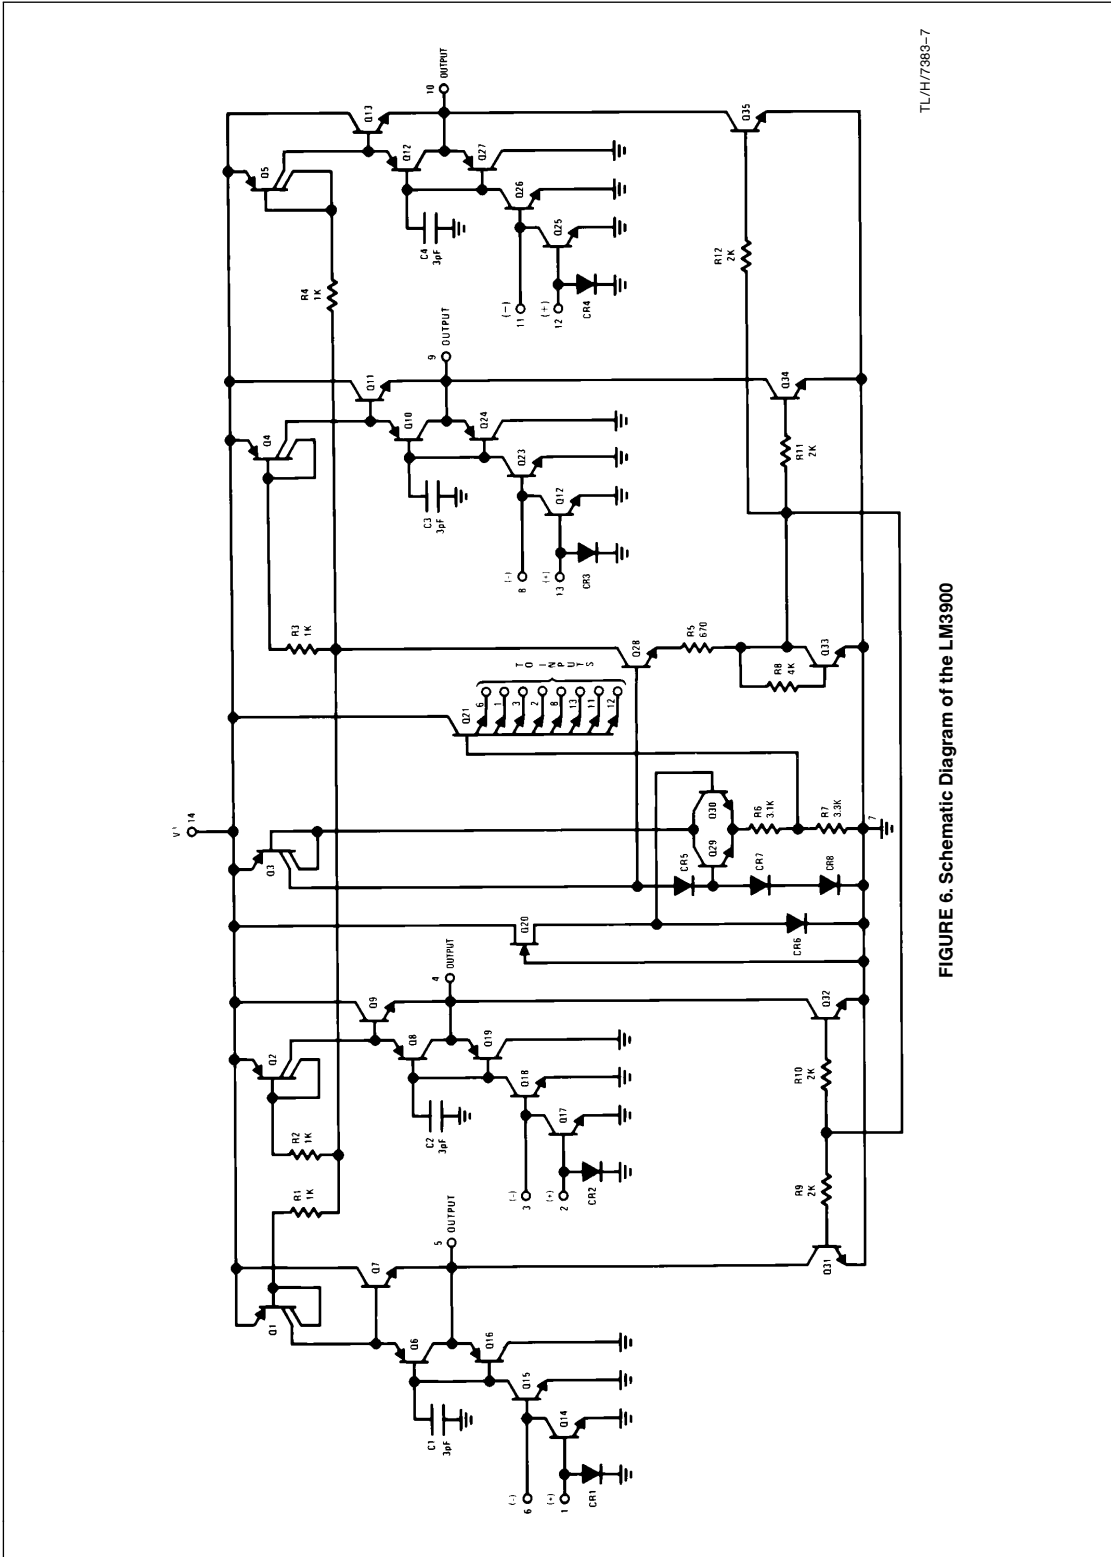 V+
14
Q1
Q2
Q3
Q4
Q5
R1
1K
R2
1K
R3
1K
R4
1K
Q7
Q9
Q11
Q13
Q6
Q8
Q10
Q12
C1
3pF
C2
3pF
C3
3pF
C4
3pF
5
OUTPUT
4
OUTPUT
9
OUTPUT
10
OUTPUT
Q16
Q19
Q24
Q27
Q15
Q18
Q23
Q26
(-)
6
(-)
3
(-)
8
(-)
11
Q14
Q17
Q12
Q25
(+)
1
(+)
2
(+)
13
(+)
12
CR1
CR2
CR3
CR4
Q20
Q21
6
1
3
2
8
13
11
12
TO INPUTS
Q28
CR5
Q29
Q30
R5
670
R6
3.1K
CR7
CR6
R8
4K
R7
3.3K
CR8
R9
2K
R10
2K
R11
2K
R12
2K
Q31
Q32
Q33
Q34
Q35
7
TL/H/7383–7
FIGURE 6. Schematic Diagram of the LM3900